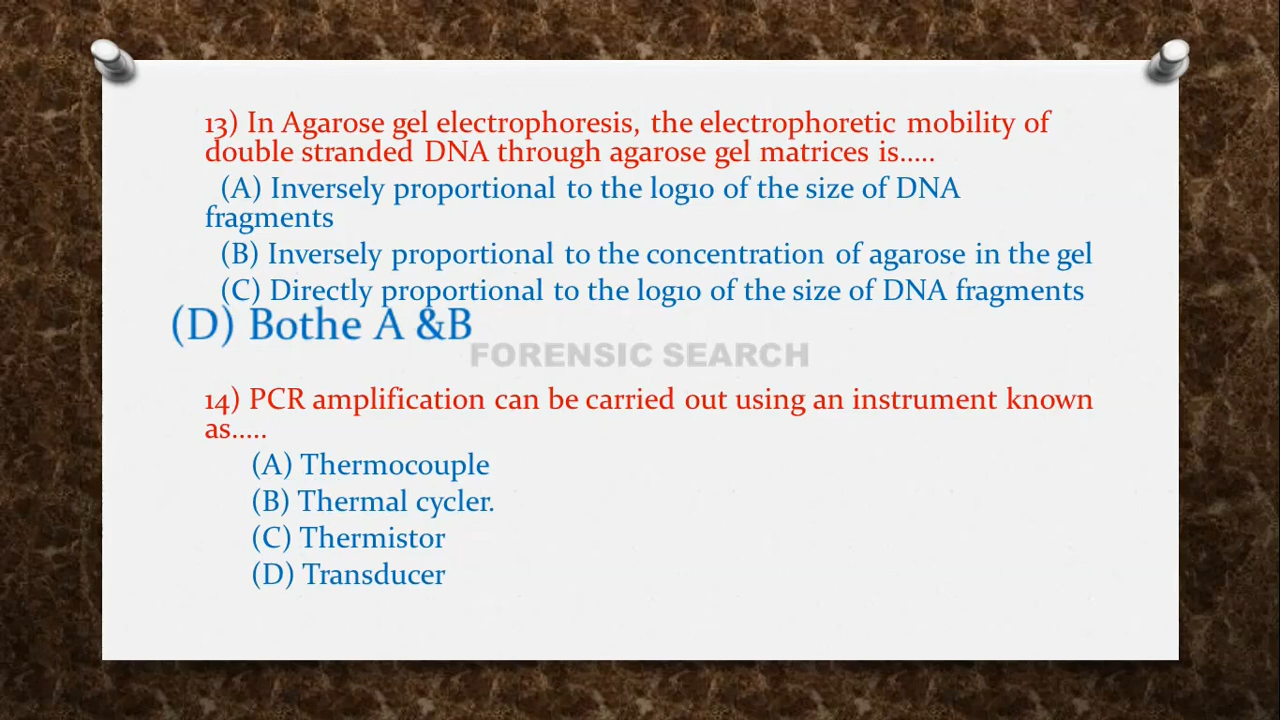 13) In Agarose gel electrophoresis, the electrophoretic mobility of
double stranded DNA through agarose gel matrices is.....
(A) Inversely proportional to the log10 of the size of DNA
fragments
(B) Inversely proportional to the concentration of agarose in the gel
(C) Directly proportional to the log10 of the size of DNA fragments
(D) Bothe A &B
FORENSIC SEARCH
14) PCR amplification can be carried out using an instrument known
as.....
(A) Thermocouple
(B) Thermal cycler.
(C) Thermistor
(D) Transducer